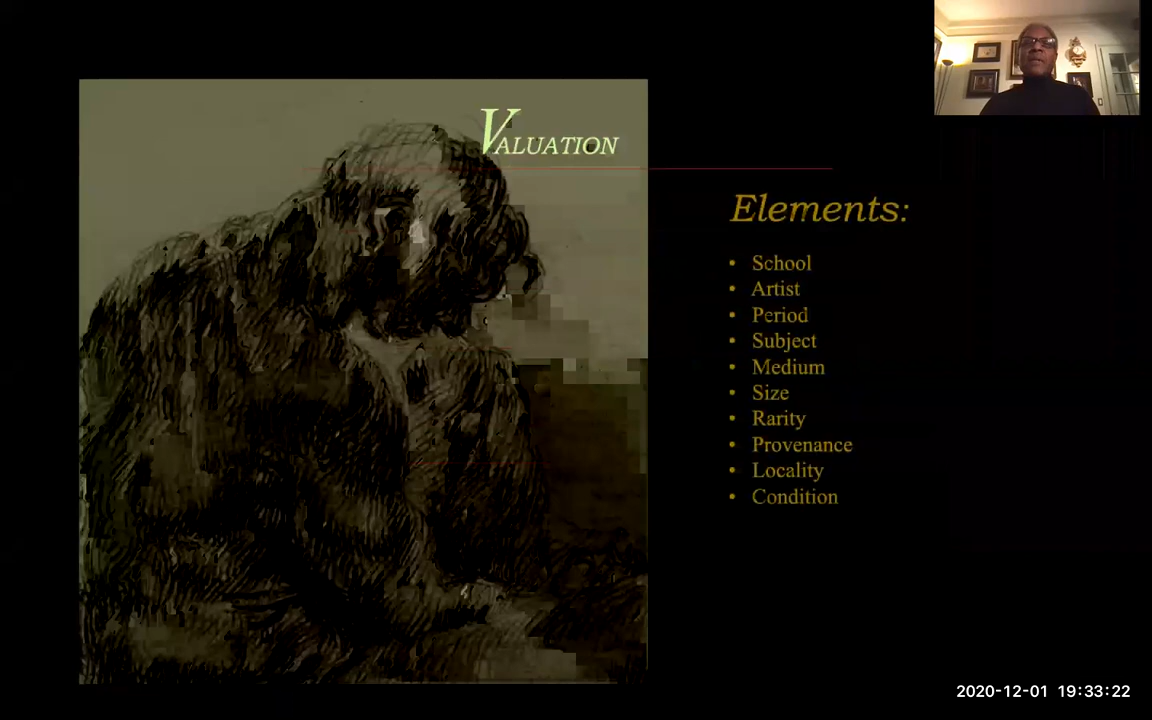 VALUATION
Elements:
• School
• Artist
• Period
• Subject
• Medium
• Size
• Rarity
• Provenance
• Locality
• Condition
2020-12-01 19:33:22